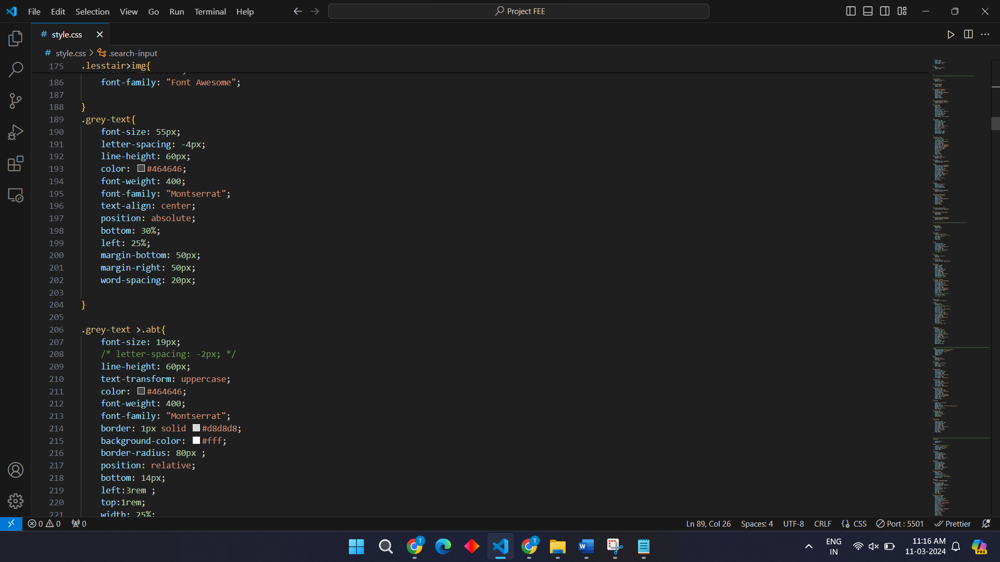 File Edit Selection View Go Run Terminal Help
Project FEE
# style.css
# style.css > .search-input
175 .lesstair>img{
186 font-family: "Font Awesome";
187
188 }
189 .grey-text{
190 font-size: 55px;
191 letter-spacing: -4px;
192 line-height: 60px;
193 color: #464646;
194 font-weight: 400;
195 font-family: "Montserrat";
196 text-align: center;
197 position: absolute;
198 bottom: 30%;
199 left: 25%;
200 margin-bottom: 50px;
201 margin-right: 50px;
202 word-spacing: 20px;
203
204 }
205
206 .grey-text >.abt{
207 font-size: 19px;
208 /* letter-spacing: -2px; */
209 line-height: 60px;
210 text-transform: uppercase;
211 color: #464646;
212 font-weight: 400;
213 font-family: "Montserrat";
214 border: 1px solid #d8d8d8;
215 background-color: #fff;
216 border-radius: 80px ;
217 position: relative;
218 bottom: 14px;
219 left:3rem ;
220 top:1rem;
221 width: 25%;
0 0 0 Ln 89, Col 26 Spaces: 4 UTF-8 CRLF CSS Port : 5501 Prettier
ENG
IN
11:16 AM
11-03-2024
PRE